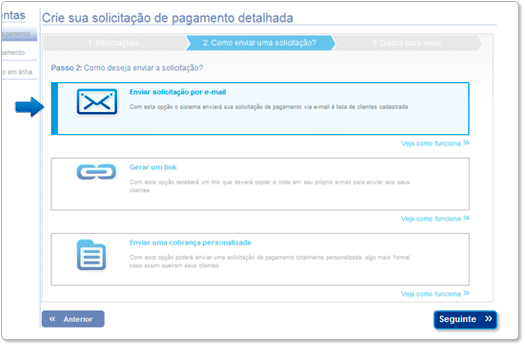 entas
Crie sua solicitação de pagamento detalhada
pagamento
1. Informações
2. Como enviar uma solicitação?
3. Dados para envio
amento
Passo 2: Como deseja enviar a solicitação?
o em linha
Enviar solicitação por e-mail
Com esta opção o sistema enviará sua solicitação de pagamento via e-mail à lista de clientes cadastrada
Veja como funciona »
Gerar um link
Com esta opção receberá um link que deverá copiar e colar em seu próprio e-mail para enviar aos seus
clientes
Veja como funciona »
Enviar uma cobrança personalizada
Com esta opção poderá enviar uma solicitação de pagamento totalmente personalizada, algo mais formal
caso assim queiram seus clientes
Veja como funciona »
« Anterior
Seguinte »